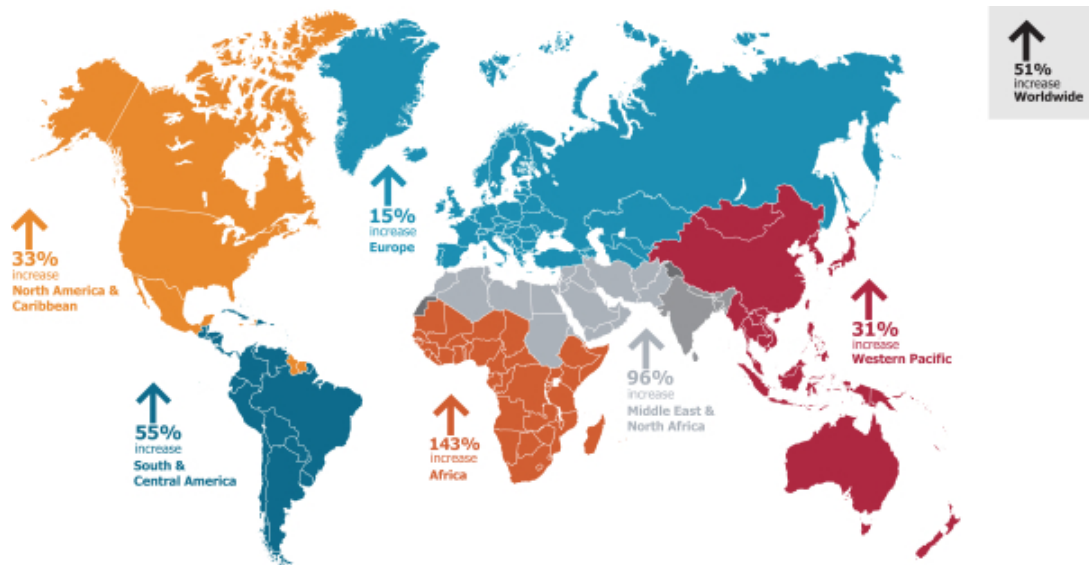 51%
increase
Worldwide
15%
increase
Europe
33%
increase
North America &
Caribbean
31%
increase
Western Pacific
96%
increase
Middle East &
North Africa
55%
increase
South &
Central America
143%
increase
Africa